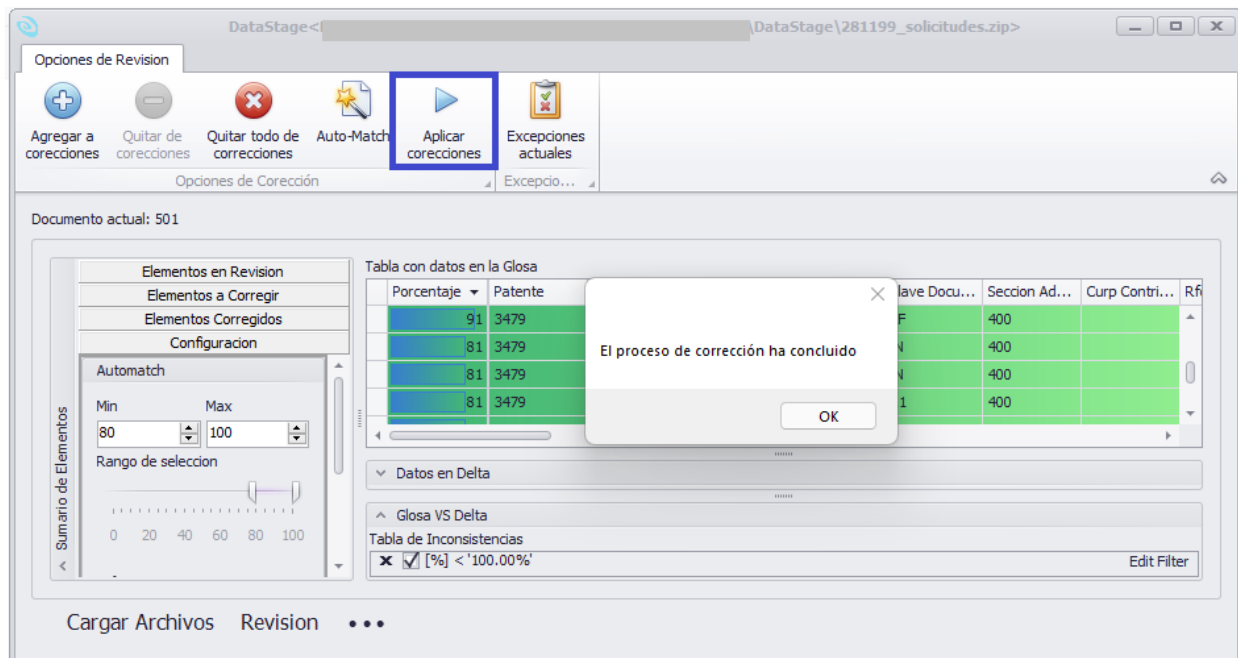 DataStage<
\DataStage\281199_solicitudes.zip>
Opciones de Revision
Agregar a
corecciones
Quitar de
corecciones
Quitar todo de
correcciones
Auto-Match
Aplicar
corecciones
Excepciones
actuales
Opciones de Corección
Excepcio...
Documento actual: 501
Sumario de Elementos
Elementos en Revision
Elementos a Corregir
Elementos Corregidos
Configuracion
Automatch
Min Max
80 100
Rango de seleccion
0 20 40 60 80 100
Tabla con datos en la Glosa
Porcentaje Patente lave Docu... Seccion Ad... Curp Contri... Rf
91 3479 F 400
81 3479 N 400
81 3479 N 400
81 3479 1 400
El proceso de corrección ha concluido
OK
Datos en Delta
Glosa VS Delta
Tabla de Inconsistencias
[%] < '100.00%' Edit Filter
Cargar Archivos Revision •••